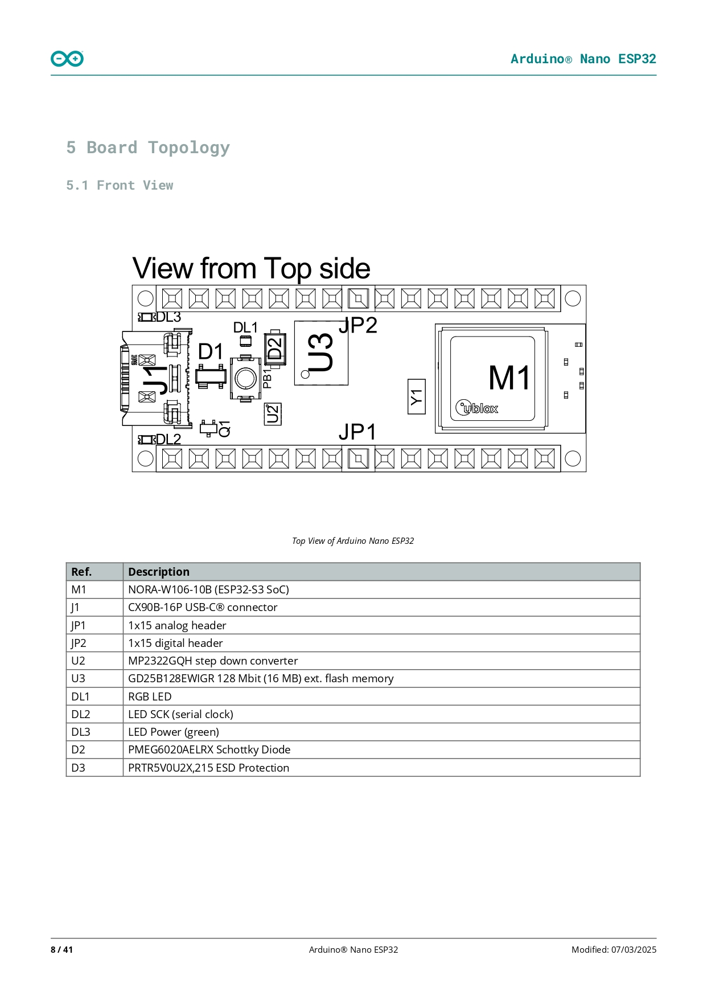 Arduino® Nano ESP32
5 Board Topology
5.1 Front View
View from Top side
DL3
DL1
D2
U3
JP2
D1
J1
PB1
M1
Y1
ublox
U2
Q1
JP1
DL2
Top View of Arduino Nano ESP32
Ref. Description
M1 NORA-W106-10B (ESP32-S3 SoC)
J1 CX90B-16P USB-C® connector
JP1 1x15 analog header
JP2 1x15 digital header
U2 MP2322GQH step down converter
U3 GD25B128EWIGR 128 Mbit (16 MB) ext. flash memory
DL1 RGB LED
DL2 LED SCK (serial clock)
DL3 LED Power (green)
D2 PMEG6020AELRX Schottky Diode
D3 PRTR5V0U2X,215 ESD Protection
8 / 41 Arduino® Nano ESP32 Modified: 07/03/2025